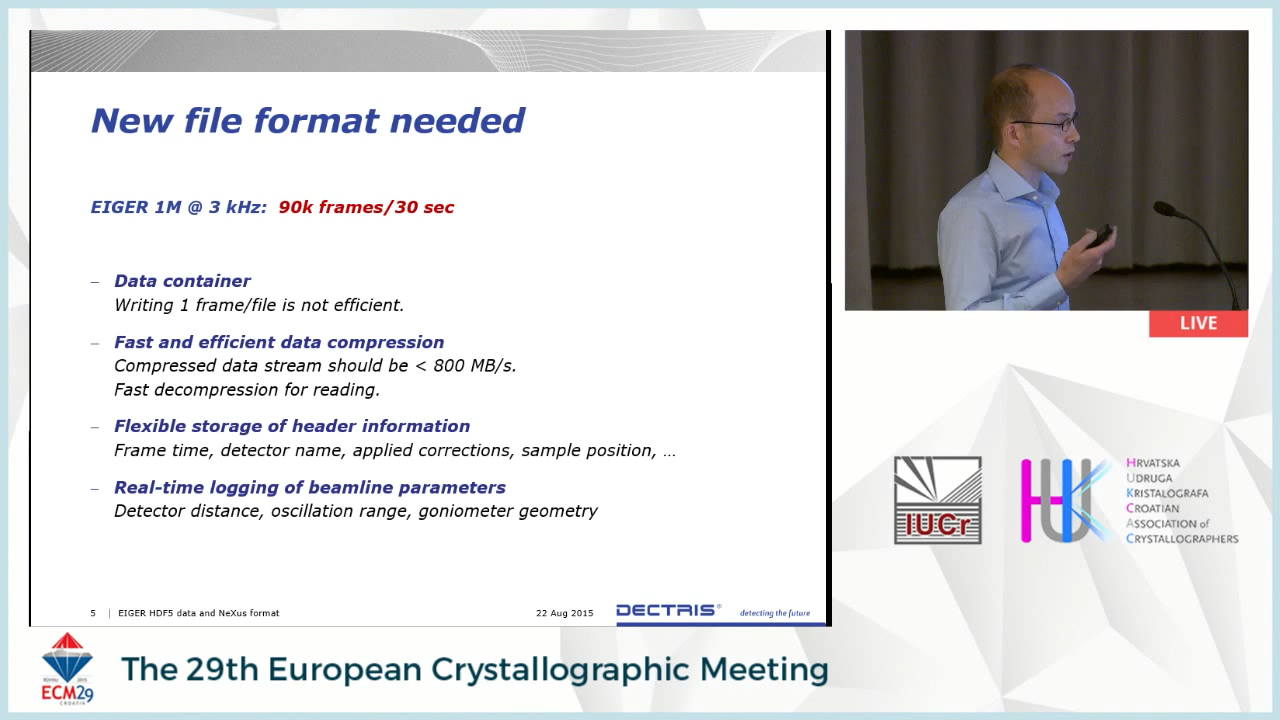 New file format needed
EIGER 1M @ 3 kHz: 90k frames/30 sec
– Data container
Writing 1 frame/file is not efficient.
– Fast and efficient data compression
Compressed data stream should be < 800 MB/s.
Fast decompression for reading.
– Flexible storage of header information
Frame time, detector name, applied corrections, sample position, ...
– Real-time logging of beamline parameters
Detector distance, oscillation range, goniometer geometry
5 | EIGER HDF5 data and NeXus format
22 Aug 2015
DECTRIS®
detecting the future
LIVE
IUCr
HUK
HRVATSKA
UDRUGA
KRISTALOGRAFA
CROATIAN
ASSOCIATION of
CRYSTALLOGRAPHERS
ECM29
CROATIA
The 29th European Crystallographic Meeting